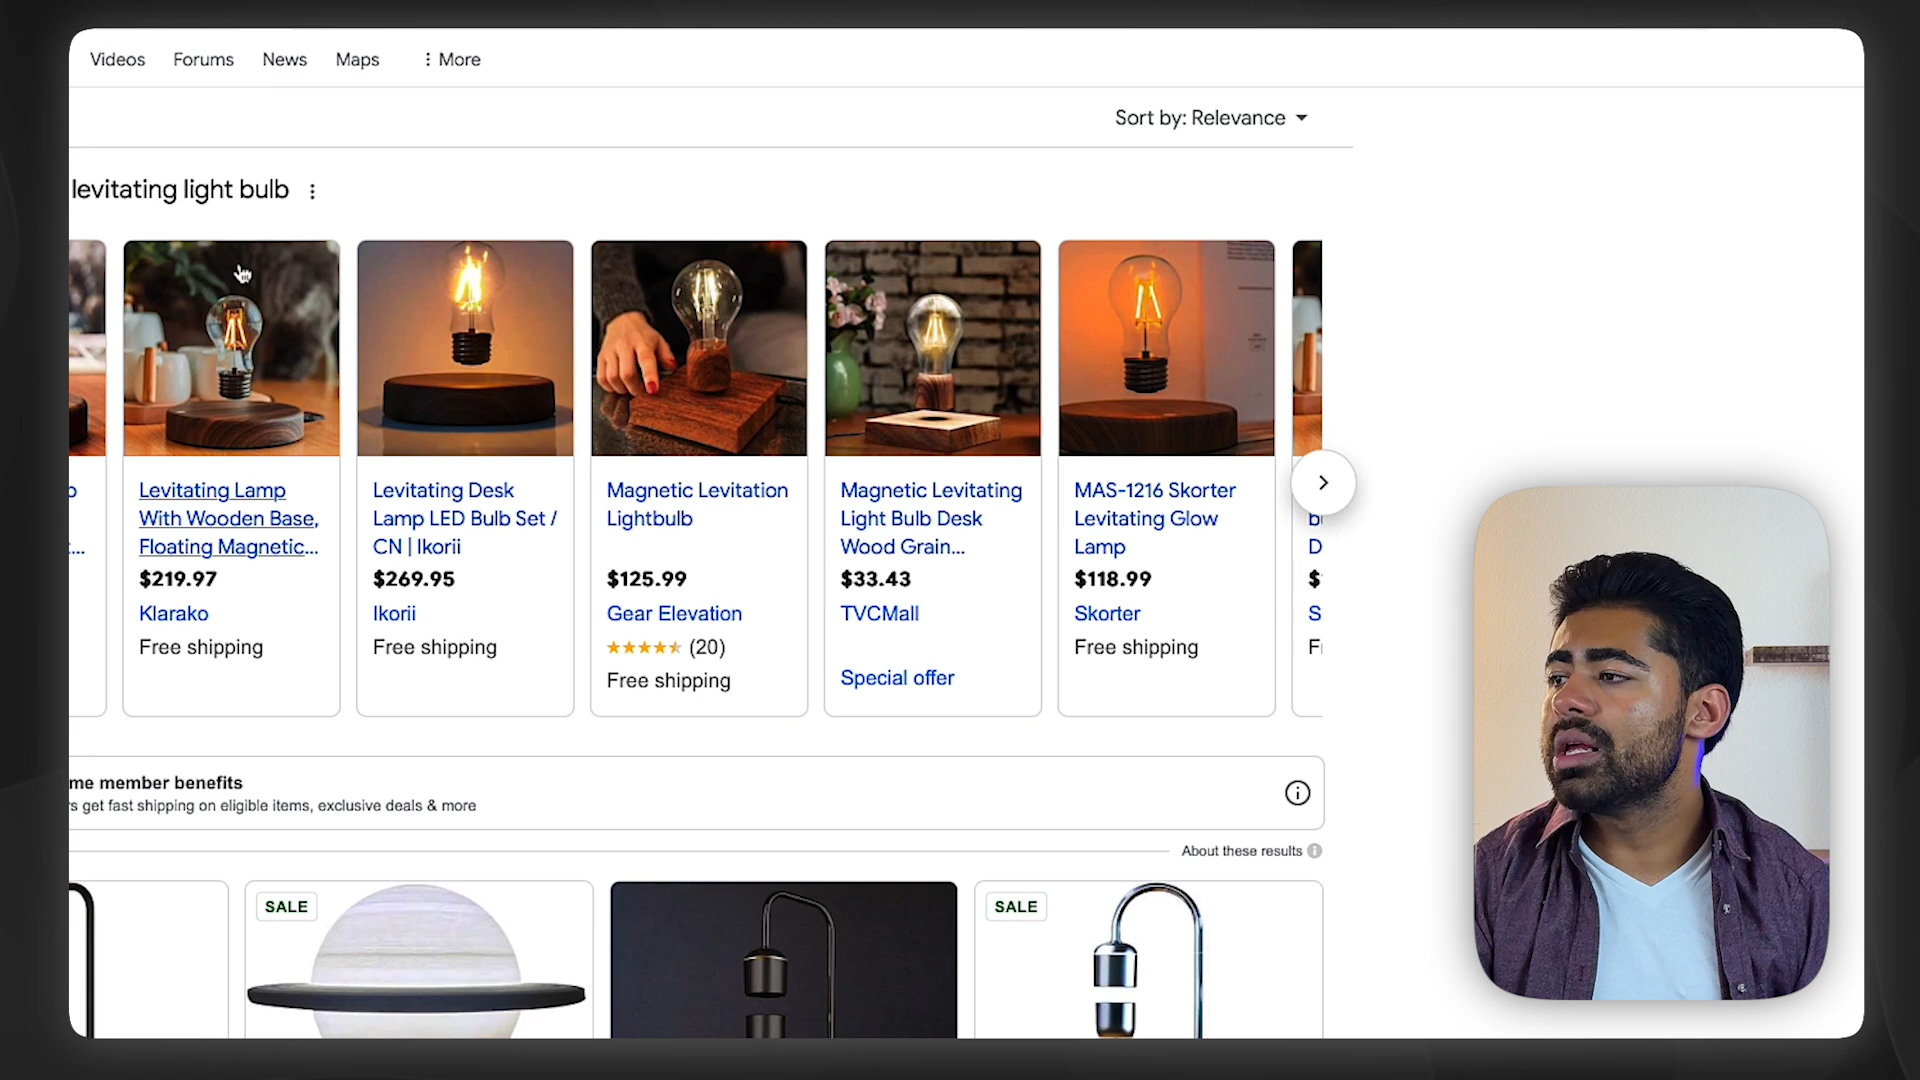 Videos Forums News Maps More
Sort by: Relevance
levitating light bulb
Levitating Lamp
With Wooden Base,
Floating Magnetic...
$219.97
Klarako
Free shipping
Levitating Desk
Lamp LED Bulb Set /
CN | Ikorii
$269.95
Ikorii
Free shipping
Magnetic Levitation
Lightbulb
$125.99
Gear Elevation
(20)
Free shipping
Magnetic Levitating
Light Bulb Desk
Wood Grain...
$33.43
TVCMall
Special offer
MAS-1216 Skorter
Levitating Glow
Lamp
$118.99
Skorter
Free shipping
D
$
S
me member benefits
s get fast shipping on eligible items, exclusive deals & more
About these results
SALE
SALE